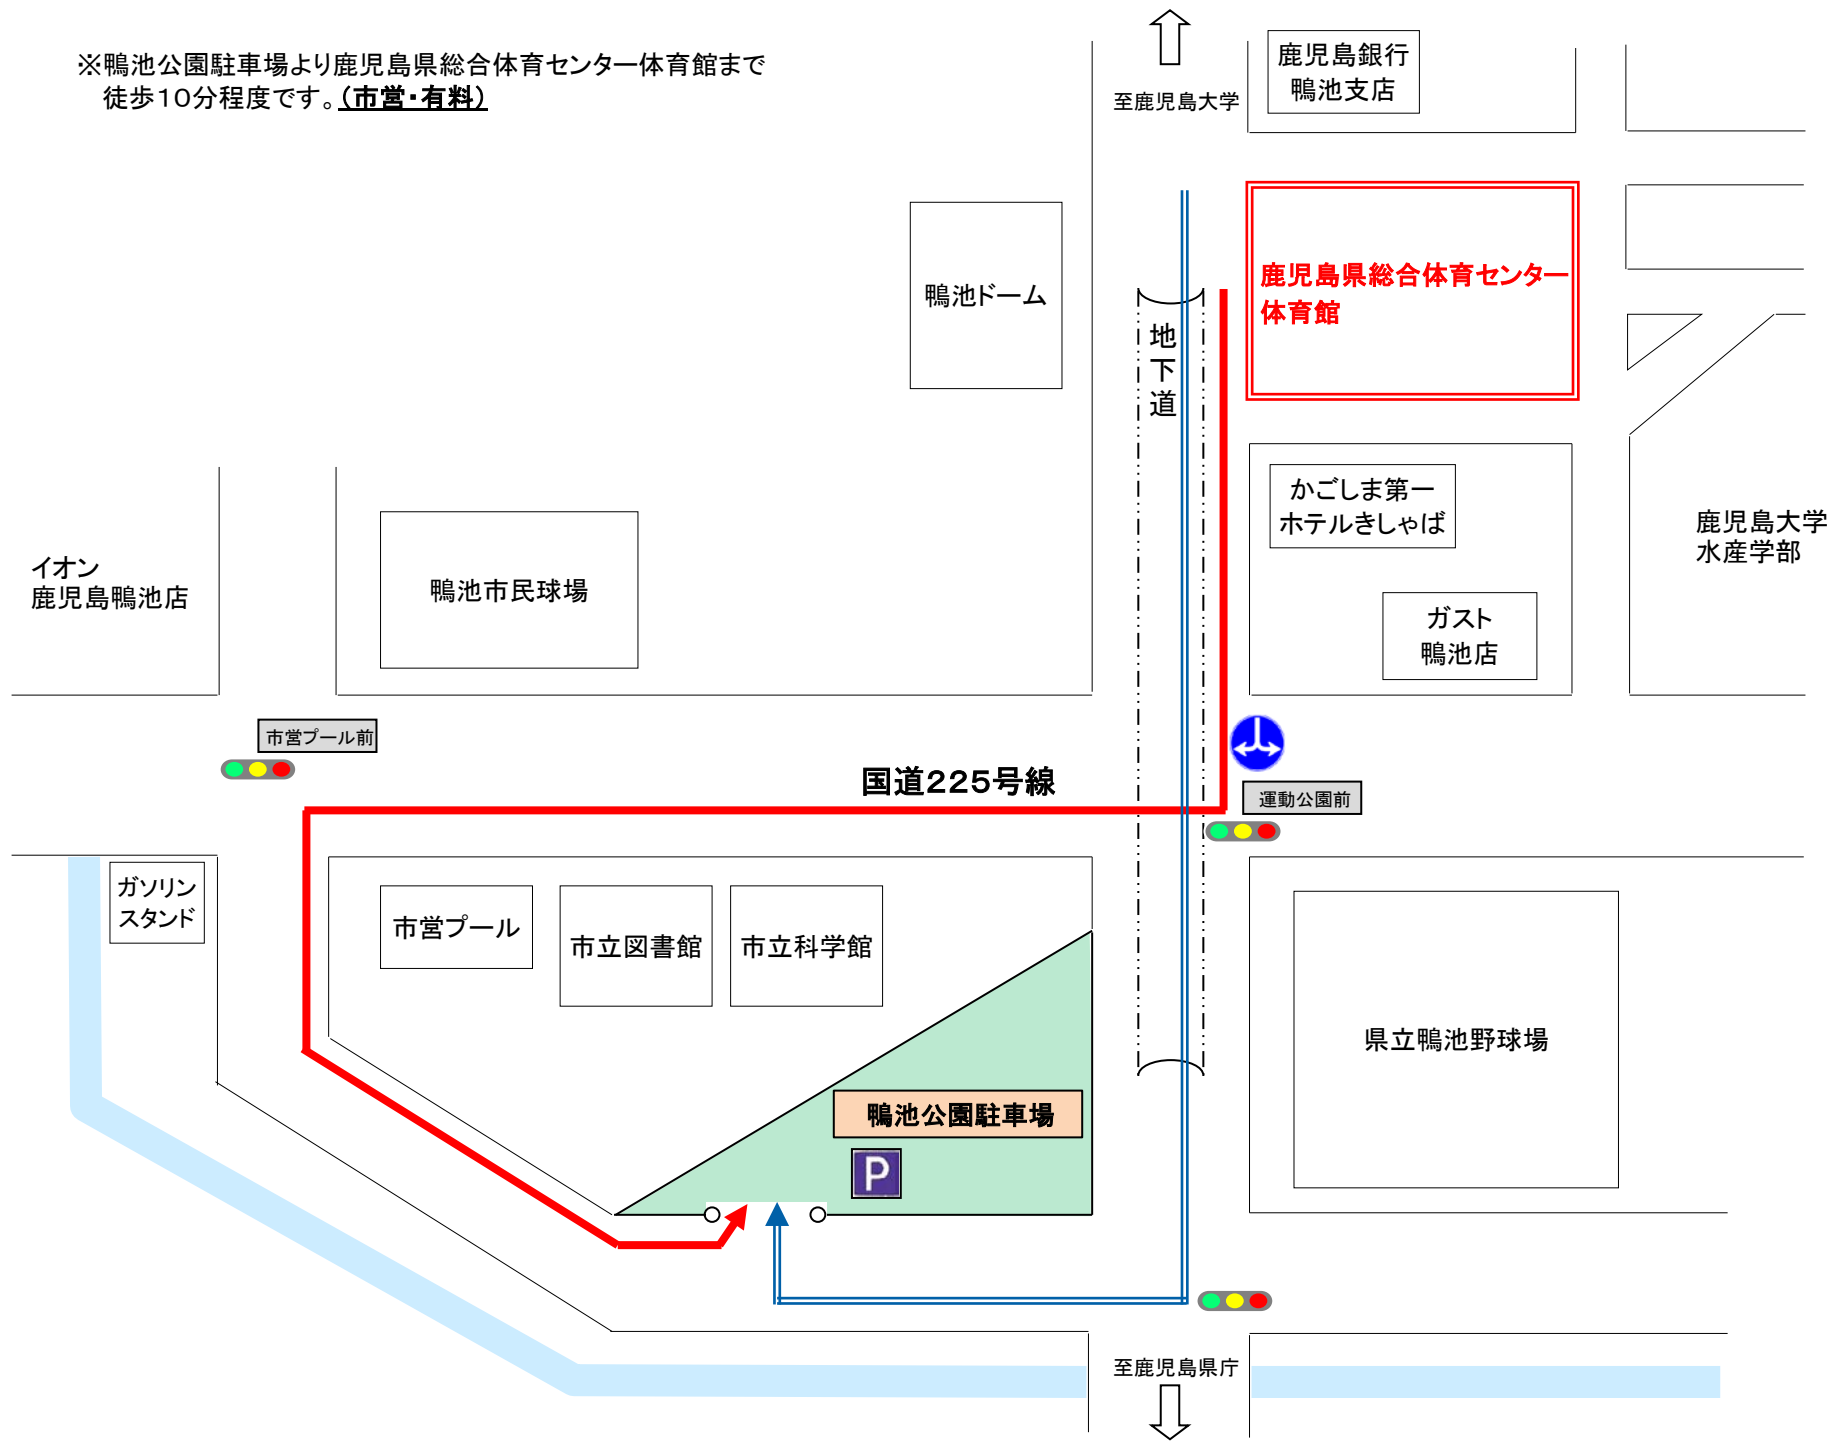 ※鴨池公園駐車場より鹿児島県総合体育センター体育館まで
徒歩10分程度です。(市営・有料)
至鹿児島大学
鹿児島銀行
鴨池支店
鴨池ドーム
地下道
鹿児島県総合体育センター
体育館
かごしま第一
ホテルきしゃば
ガスト
鴨池店
鹿児島大学
水産学部
イオン
鹿児島鴨池店
鴨池市民球場
市営プール前
国道225号線
運動公園前
ガソリン
スタンド
市営プール
市立図書館
市立科学館
県立鴨池野球場
鴨池公園駐車場
P
至鹿児島県庁